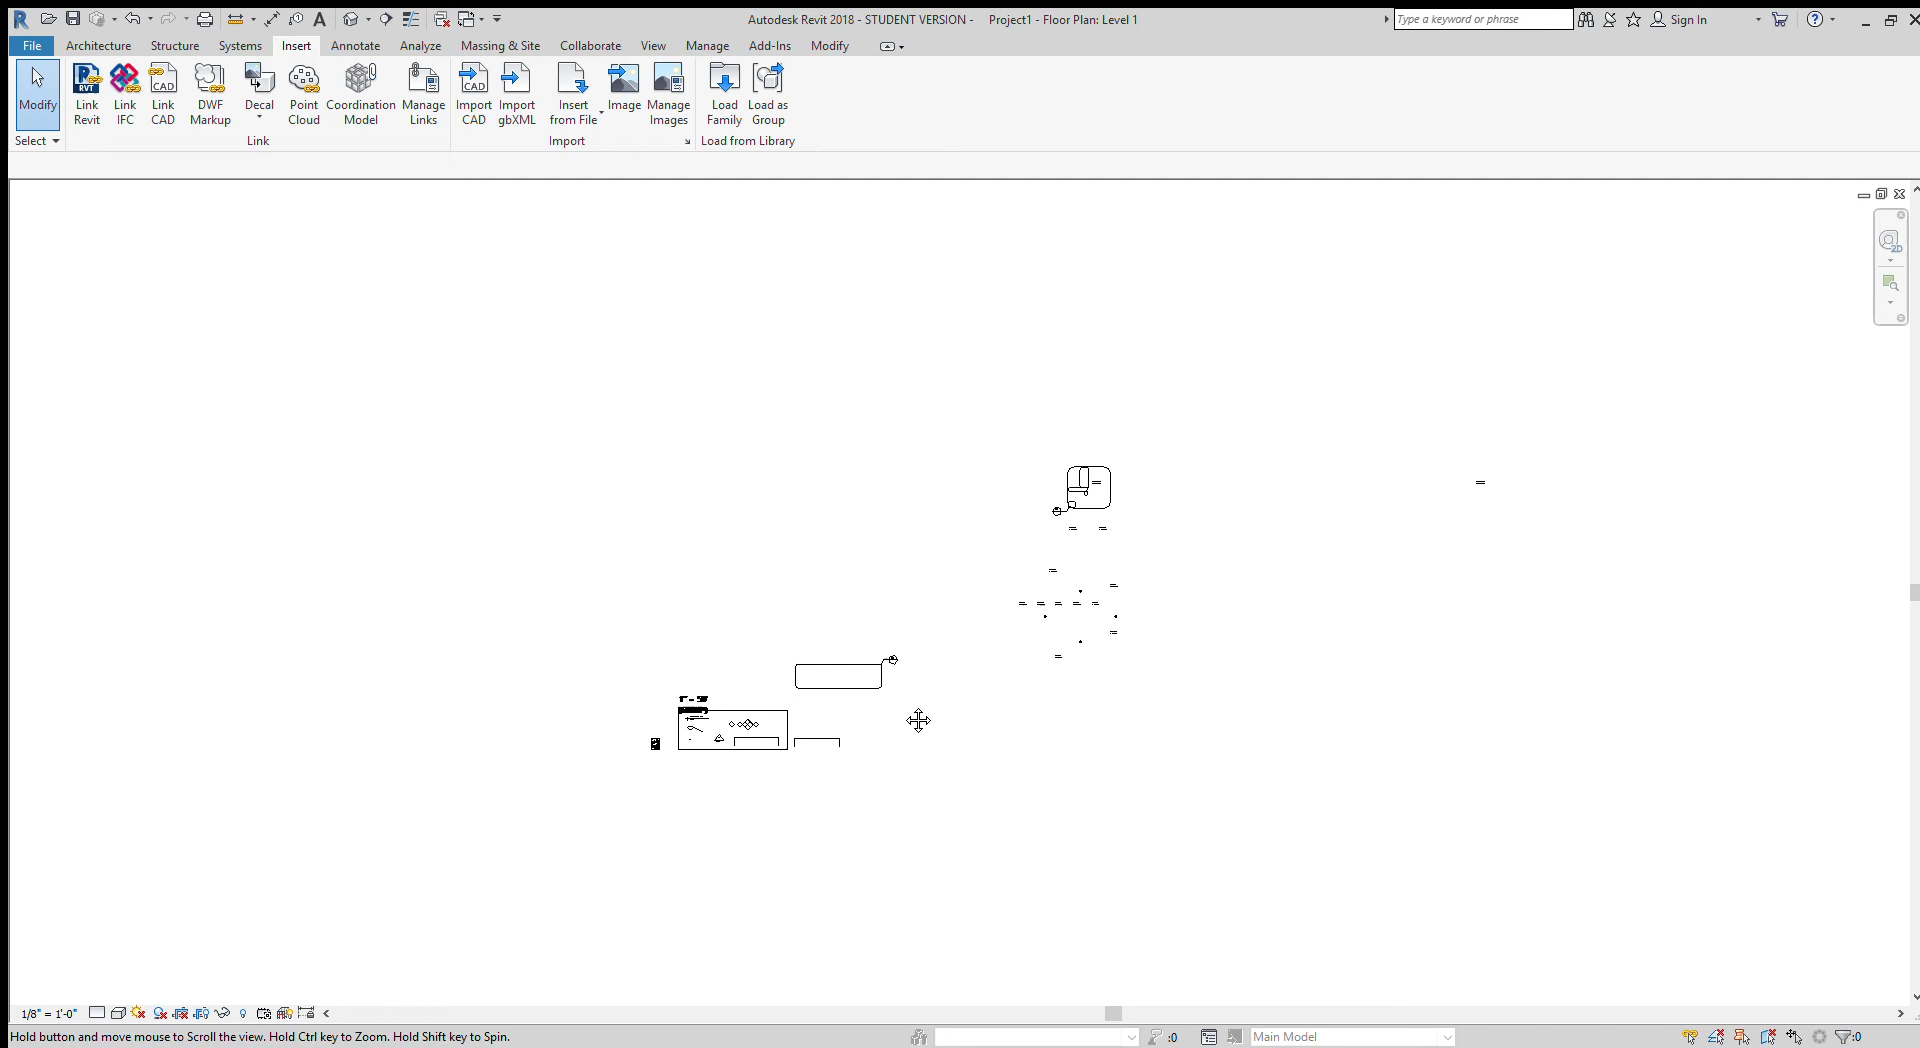 Autodesk Revit 2018 - STUDENT VERSION - Project1 - Floor Plan: Level 1
Type a keyword or phrase
Sign In
File Architecture Structure Systems Insert Annotate Analyze Massing & Site Collaborate View Manage Add-Ins Modify
Modify
Link Revit
Link IFC
Link CAD
DWF Markup
Decal
Point Cloud
Coordination Model
Manage Links
Import CAD
Import gbXML
Insert from File
Image
Manage Images
Load Family
Load as Group
Select
Link
Import
Load from Library
2D
1/8" = 1'-0"
Hold button and move mouse to Scroll the view. Hold Ctrl key to Zoom. Hold Shift key to Spin.
:0
Main Model
:0